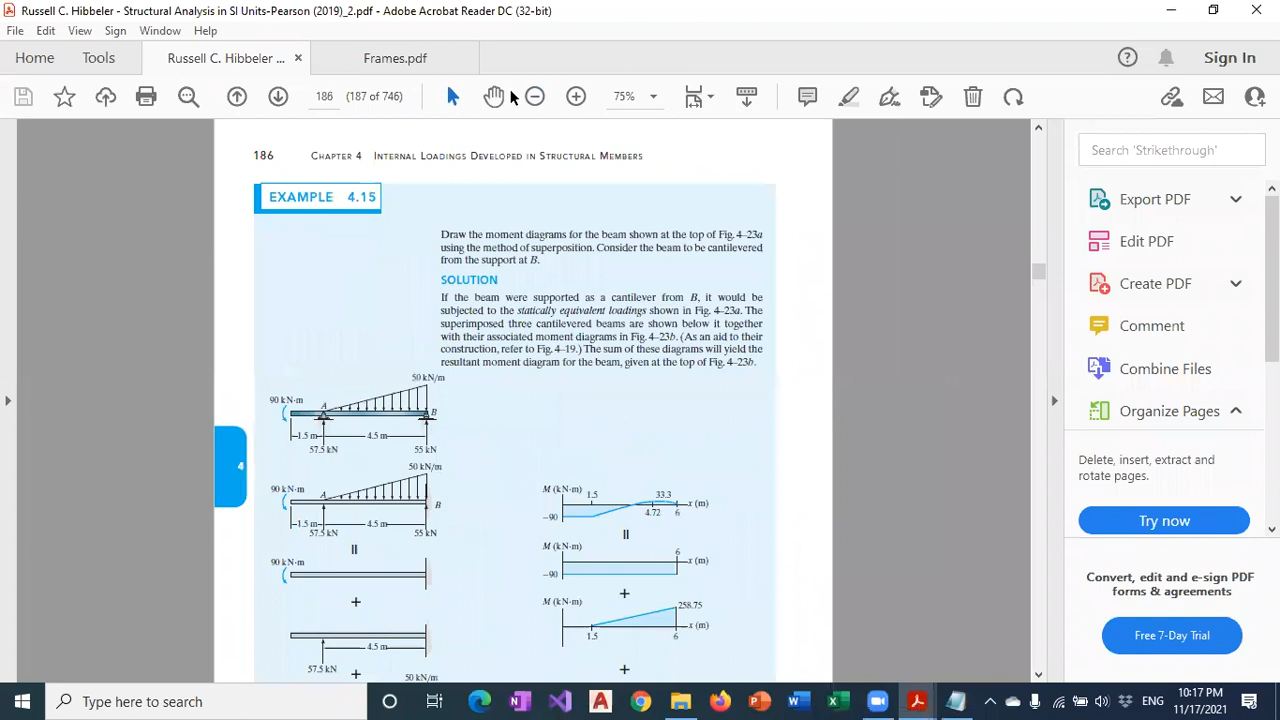 Russell C. Hibbeler - Structural Analysis in SI Units-Pearson (2019)_2.pdf - Adobe Acrobat Reader DC (32-bit)
File Edit View Sign Window Help
Home Tools Russell C. Hibbeler ... × Frames.pdf Sign In
186 (187 of 746) 75%
186 CHAPTER 4 INTERNAL LOADINGS DEVELOPED IN STRUCTURAL MEMBERS
EXAMPLE 4.15
Draw the moment diagrams for the beam shown at the top of Fig. 4–23a
using the method of superposition. Consider the beam to be cantilevered
from the support at B.
SOLUTION
If the beam were supported as a cantilever from B, it would be
subjected to the statically equivalent loadings shown in Fig. 4–23a. The
superimposed three cantilevered beams are shown below it together
with their associated moment diagrams in Fig. 4–23b. (As an aid to their
construction, refer to Fig. 4–19.) The sum of these diagrams will yield the
resultant moment diagram for the beam, given at the top of Fig. 4–23b.
50 kN/m
90 kN·m A
B
1.5 m 4.5 m
57.5 kN 55 kN
4
50 kN/m
90 kN·m A
B
1.5 m 4.5 m
57.5 kN 55 kN
=
90 kN·m
+
4.5 m
57.5 kN
+
50 kN/m
M (kN·m) 1.5 33.3
x (m)
−90 4.72 6
=
M (kN·m) 6
x (m)
−90
+
M (kN·m) 258.75
x (m)
1.5 6
+
Search 'Strikethrough'
Export PDF
Edit PDF
Create PDF
Comment
Combine Files
Organize Pages
Delete, insert, extract and
rotate pages.
Try now
Convert, edit and e-sign PDF
forms & agreements
Free 7-Day Trial
Type here to search
ENG
10:17 PM
11/17/2021